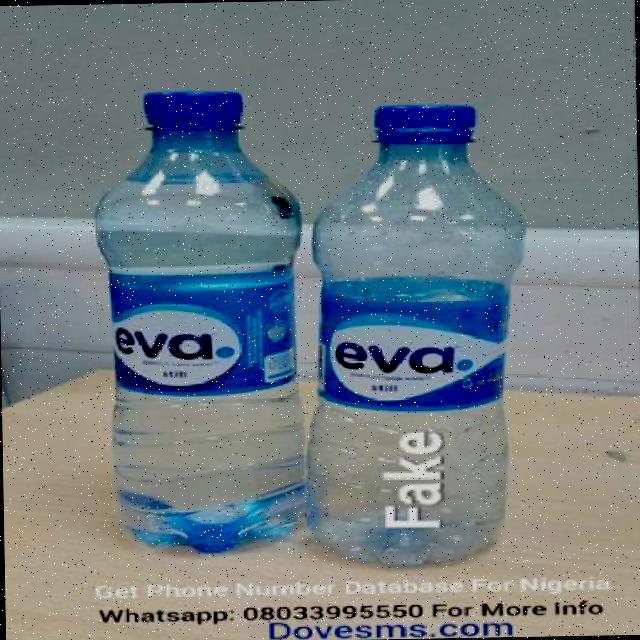 eva.
eva.
Fake
Get Phone Number Database For Nigeria
Whatsapp: 08033995550 For More Info
Dovesms.com